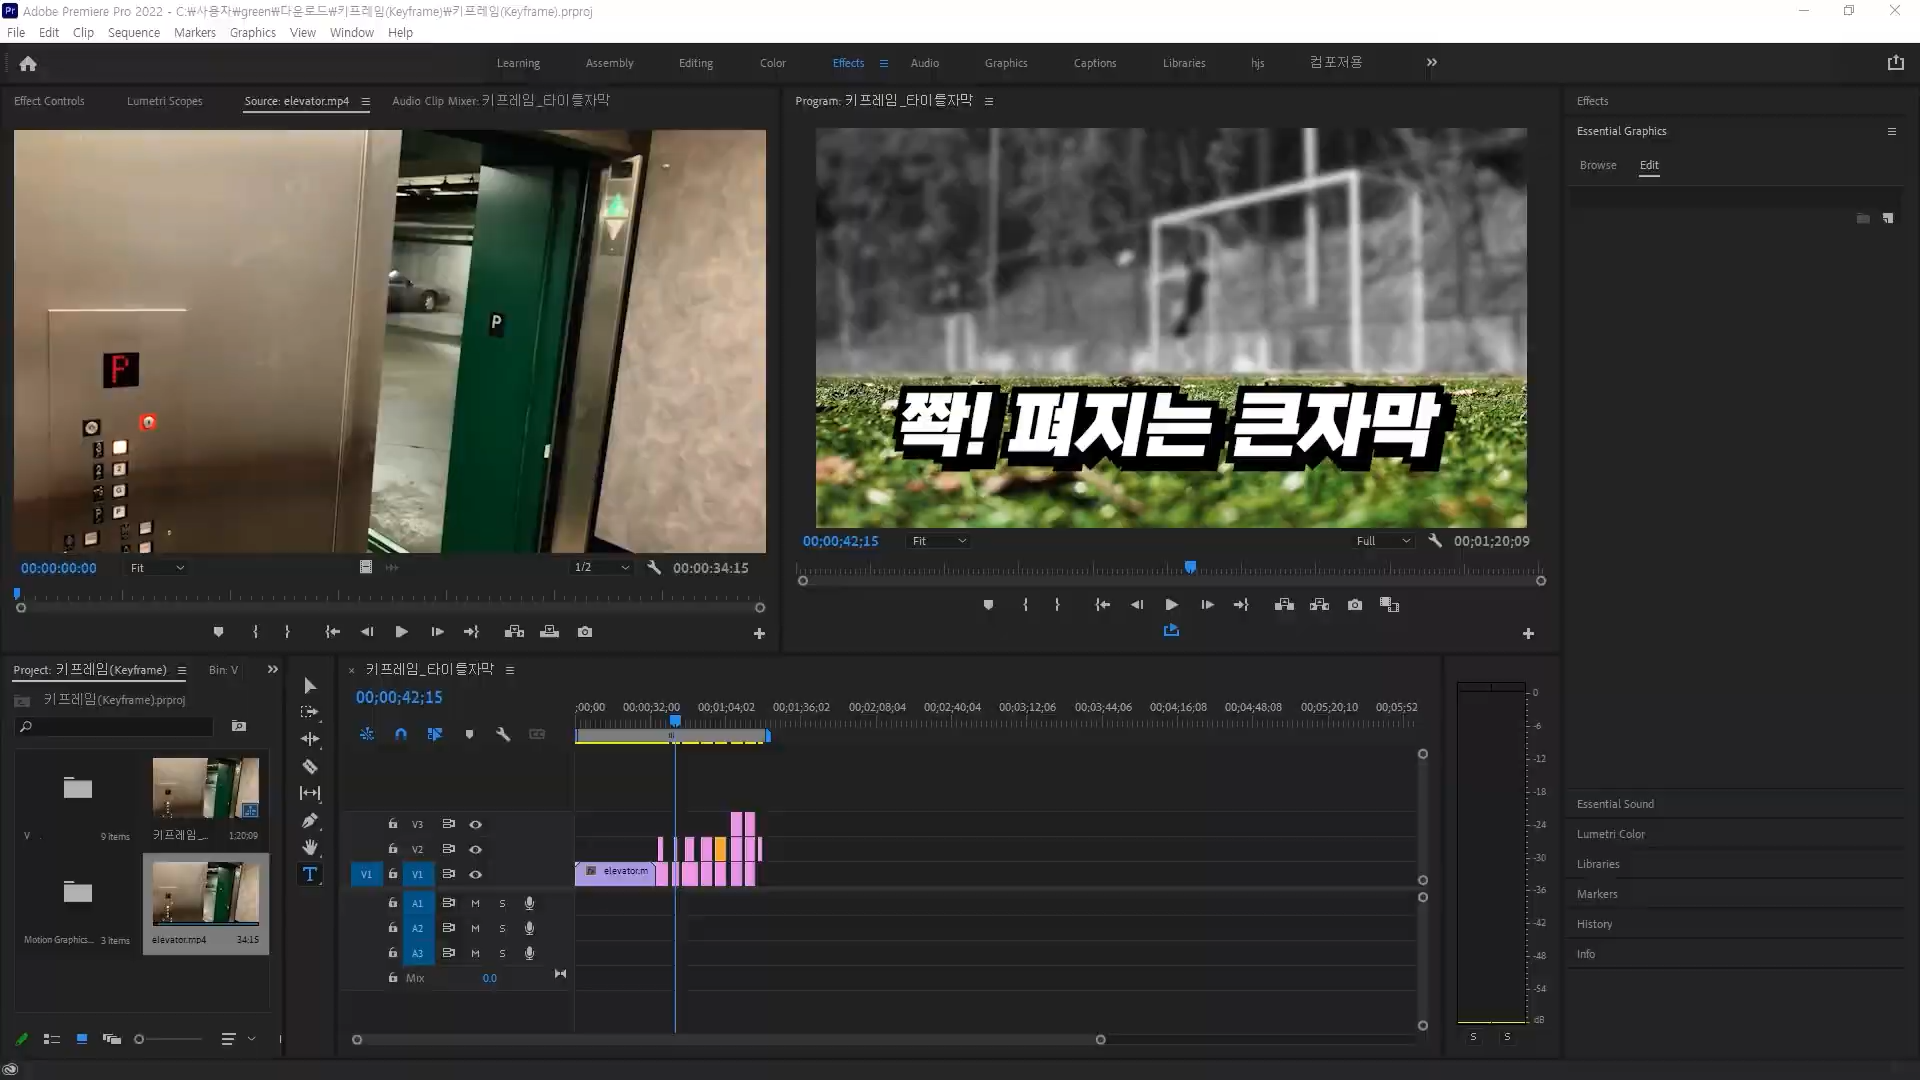 Adobe Premiere Pro 2022 - C:₩사용자₩green₩다운로드₩키프레임(Keyframe)₩키프레임(Keyframe).prproj
File Edit Clip Sequence Markers Graphics View Window Help
Learning Assembly Editing Color Effects Audio Graphics Captions Libraries hjs 컴포저용
Effect Controls Lumetri Scopes Source: elevator.mp4 Audio Clip Mixer: 키프레임_타이틀자막
Program: 키프레임_타이틀자막
Effects
Essential Graphics
Browse Edit
P
P
쫙! 펴지는 큰자막
00:00:00:00 Fit 1/2 00:00:34:15
00;00;42;15 Fit Full 00;01;20;09
Project: 키프레임(Keyframe) Bin: V
키프레임(Keyframe).prproj
V 9 items
키프레임_... 1;20;09
Motion Graphics... 3 items
elevator.mp4 34:15
× 키프레임_타이틀자막
00;00;42;15
;00;00 00;00;32;00 00;01;04;02 00;01;36;02 00;02;08;04 00;02;40;04 00;03;12;06 00;03;44;06 00;04;16;08 00;04;48;08 00;05;20;10 00;05;52
V3
V2
V1 V1 elevator.m
A1 M S
A2 M S
A3 M S
Mix 0.0
0
-6
-12
-18
-24
-30
-36
-42
-48
-54
dB
S S
Essential Sound
Lumetri Color
Libraries
Markers
History
Info